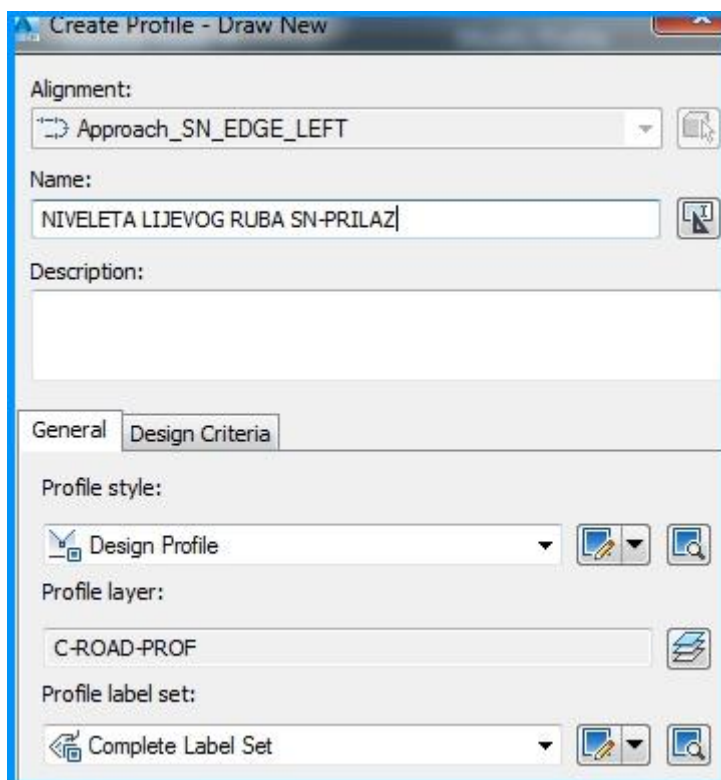 Create Profile - Draw New
Alignment:
Approach_SN_EDGE_LEFT
Name:
NIVELETA LIJEVOG RUBA SN-PRILAZ
Description:
General
Design Criteria
Profile style:
Design Profile
Profile layer:
C-ROAD-PROF
Profile label set:
Complete Label Set